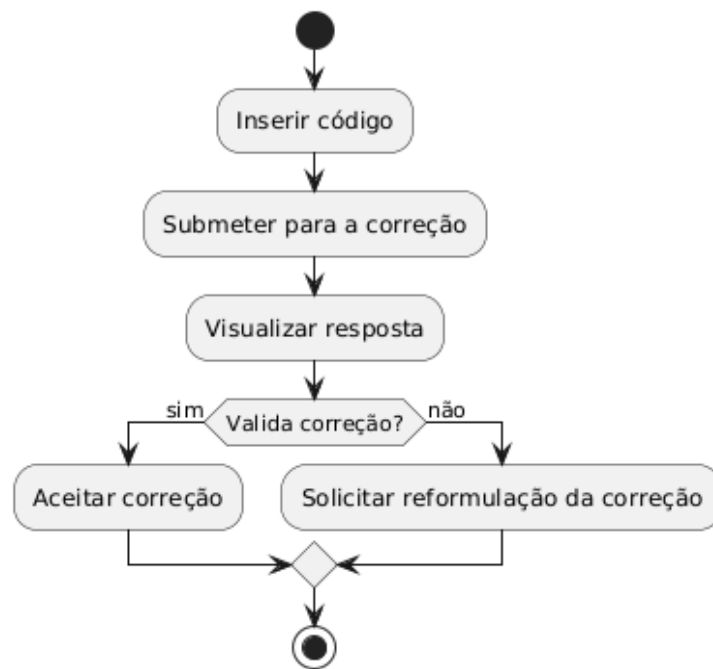 Inserir código
Submeter para a correção
Visualizar resposta
sim
Valida correção?
não
Aceitar correção
Solicitar reformulação da correção